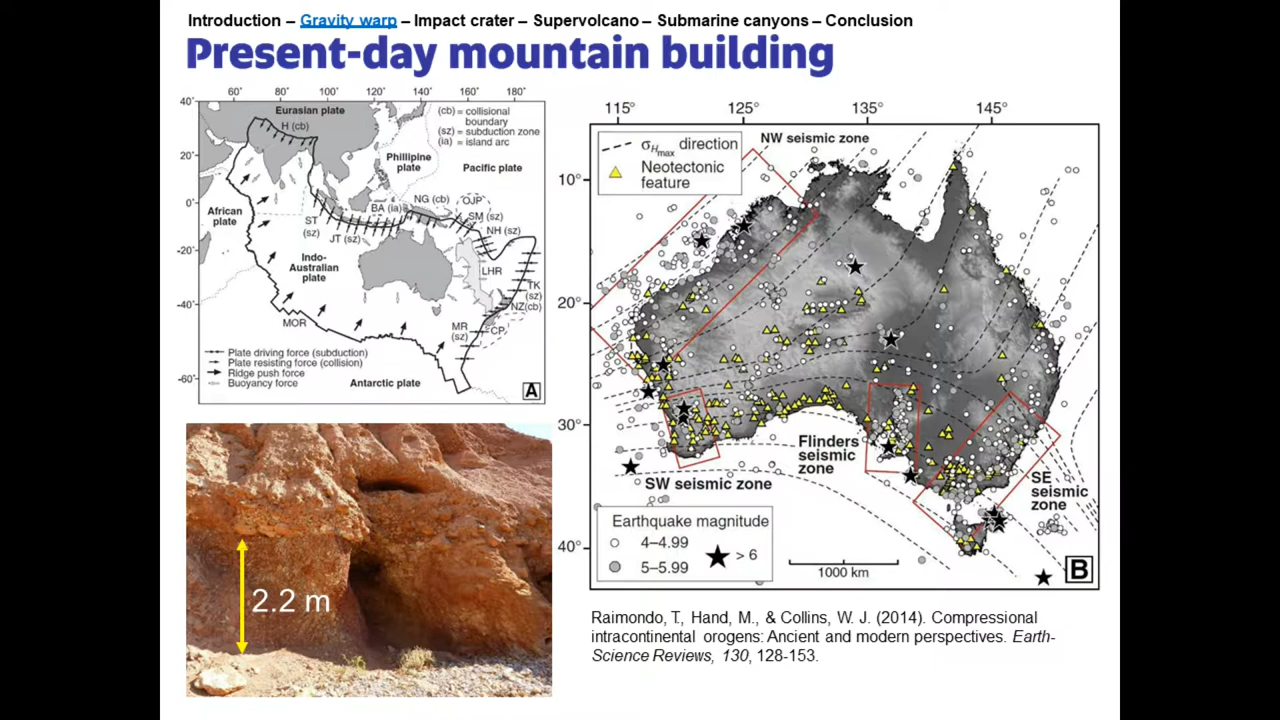 Introduction – Gravity warp – Impact crater – Supervolcano – Submarine canyons – Conclusion
Present-day mountain building
60° 80° 100° 120° 140° 160° 180°
40°
20°
0°
-20°
-40°
-60°
Eurasian plate
H (cb)
(cb) = collisional
boundary
(sz) = subduction zone
(ia) = island arc
Phillipine
plate
Pacific plate
African
plate
NG (cb)
OJP
BA (ia)
SM (sz)
ST
(sz)
JT (sz)
NH (sz)
Indo-
Australian
plate
LHR
TK
(sz)
NZ(cb)
MOR
MR
(sz)
CP
Plate driving force (subduction)
Plate resisting force (collision)
Ridge push force
Buoyancy force
Antarctic plate
A
2.2 m
115° 125° 135° 145°
10°
20°
30°
40°
σHmax direction
Neotectonic
feature
NW seismic zone
Flinders
seismic
zone
SW seismic zone
SE
seismic
zone
Earthquake magnitude
4–4.99
5–5.99
> 6
1000 km
B
Raimondo, T., Hand, M., & Collins, W. J. (2014). Compressional
intracontinental orogens: Ancient and modern perspectives. Earth-
Science Reviews, 130, 128-153.